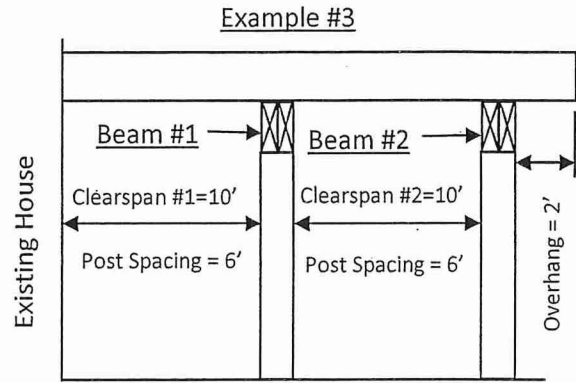 Example #3
Beam #1
Beam #2
Clearspan #1=10'
Clearspan #2=10'
Post Spacing = 6'
Post Spacing = 6'
Existing House
Overhang = 2'